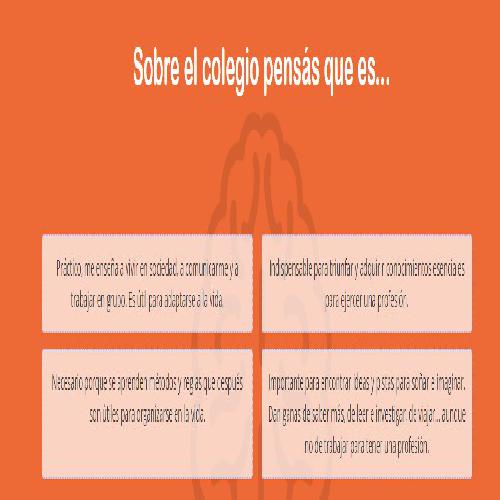 Sobre el colegio pensás que es...
Práctico, me enseña a vivir en sociedad, a comunicarme y a
trabajar en grupo. Es útil para adaptarse a la vida.
Indispensable para triunfar y adquirir conocimientos esenciales
para ejercer una profesión.
Necesario porque se aprenden métodos y reglas que después
son útiles para organizarse en la vida.
Importante para encontrar ideas y pistas para soñar e imaginar.
Dan ganas de saber más, de leer e investigar, de viajar... aunque
no de trabajar para tener una profesión.